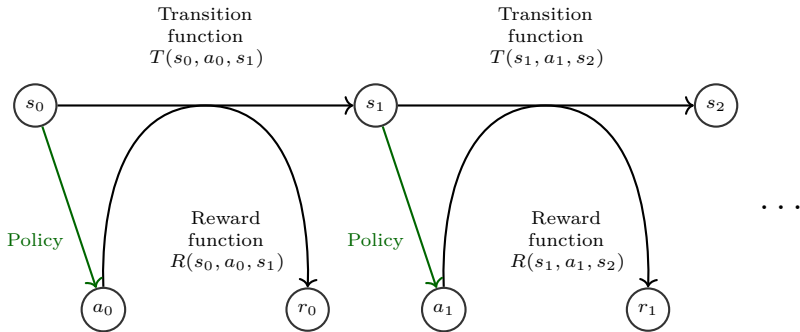 Transition
function
T(s₀, a₀, s₁)
Transition
function
T(s₁, a₁, s₂)
s₀
s₁
s₂
...
Policy
Reward
function
R(s₀, a₀, s₁)
Policy
Reward
function
R(s₁, a₁, s₂)
a₀
r₀
a₁
r₁